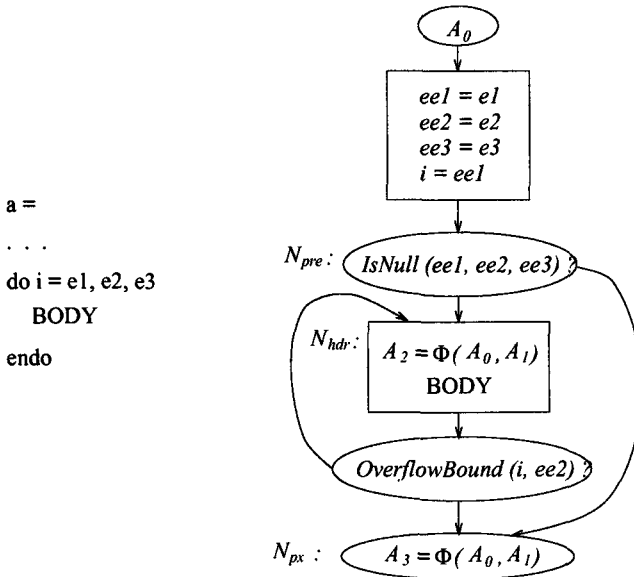 a =
. . .
do i = e1, e2, e3
BODY
endo
A0
ee1 = e1
ee2 = e2
ee3 = e3
i = ee1
Npre : IsNull (ee1, ee2, ee3) ?
Nhdr : A2 = Φ( A0 , A1)
BODY
OverflowBound (i, ee2) ?
Npx : A3 = Φ( A0 , A1)